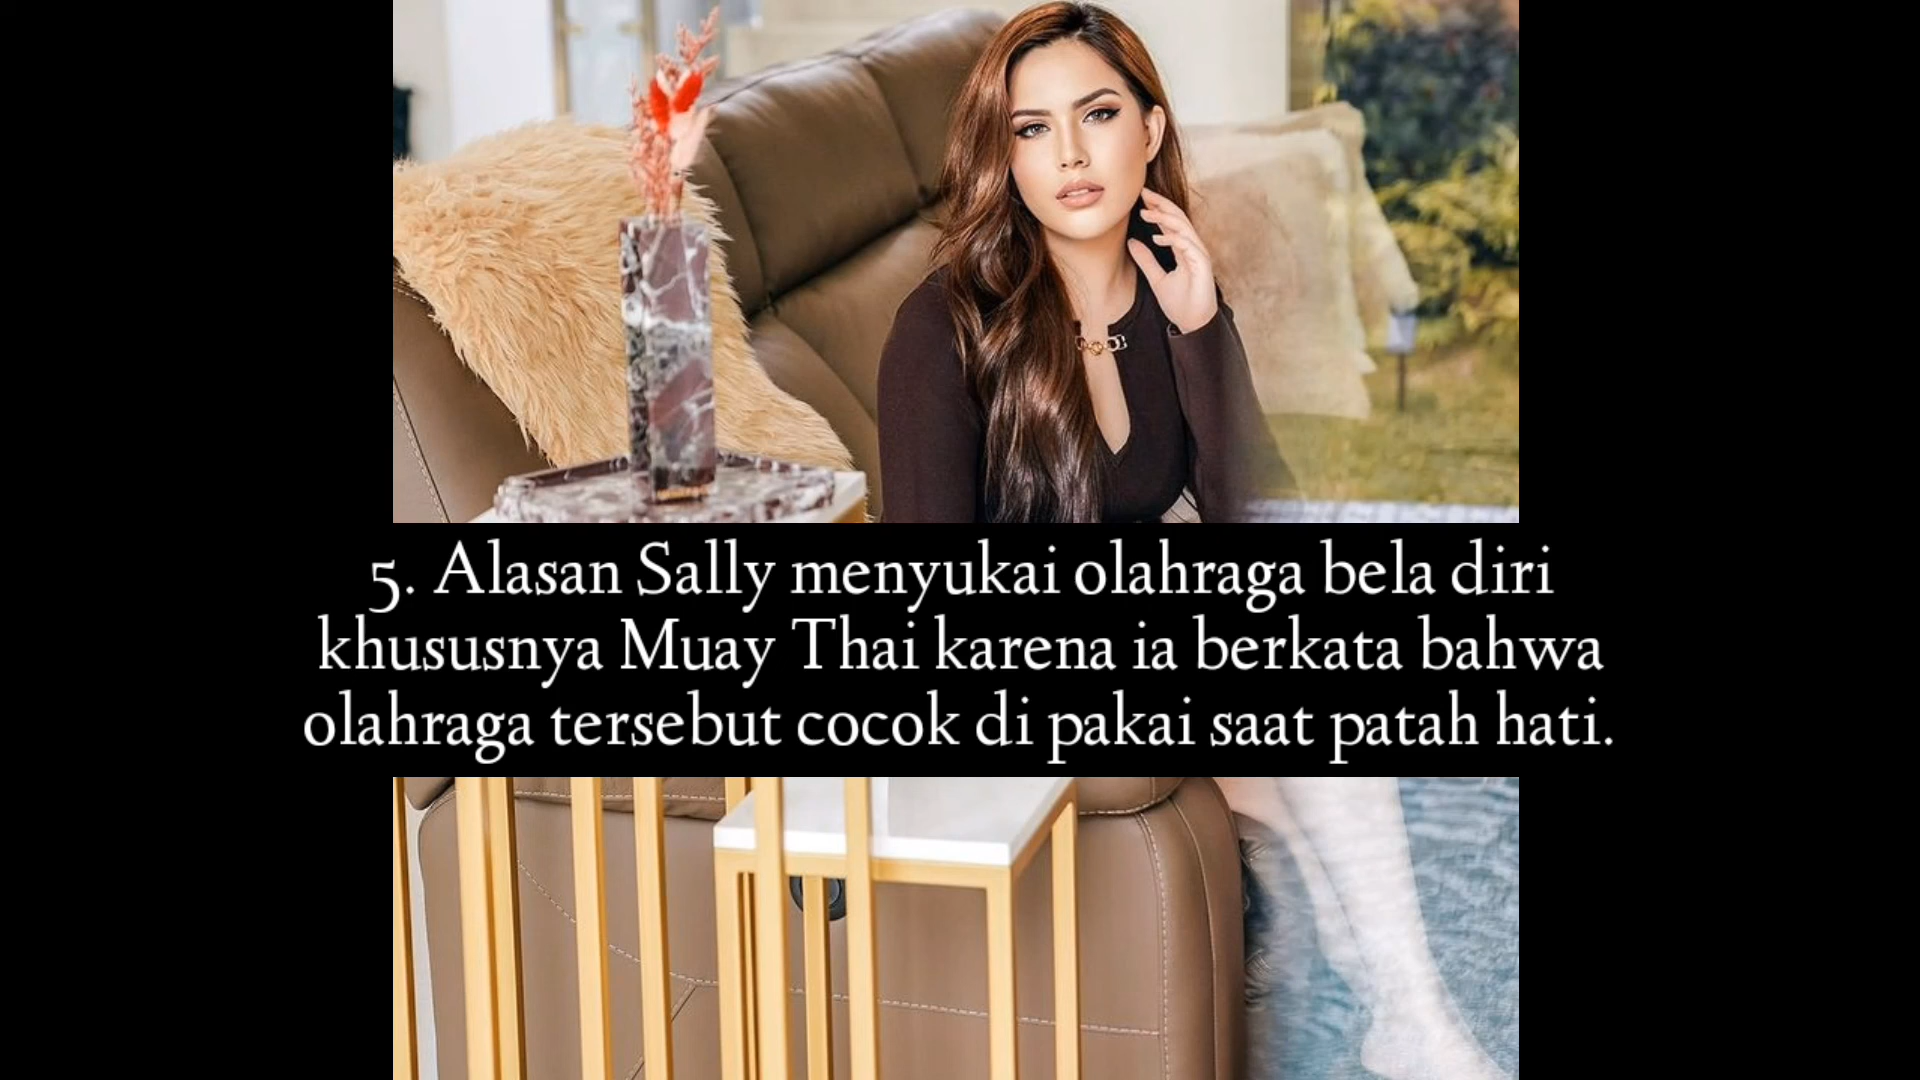 5. Alasan Sally menyukai olahraga bela diri
khususnya Muay Thai karena ia berkata bahwa
olahraga tersebut cocok di pakai saat patah hati.